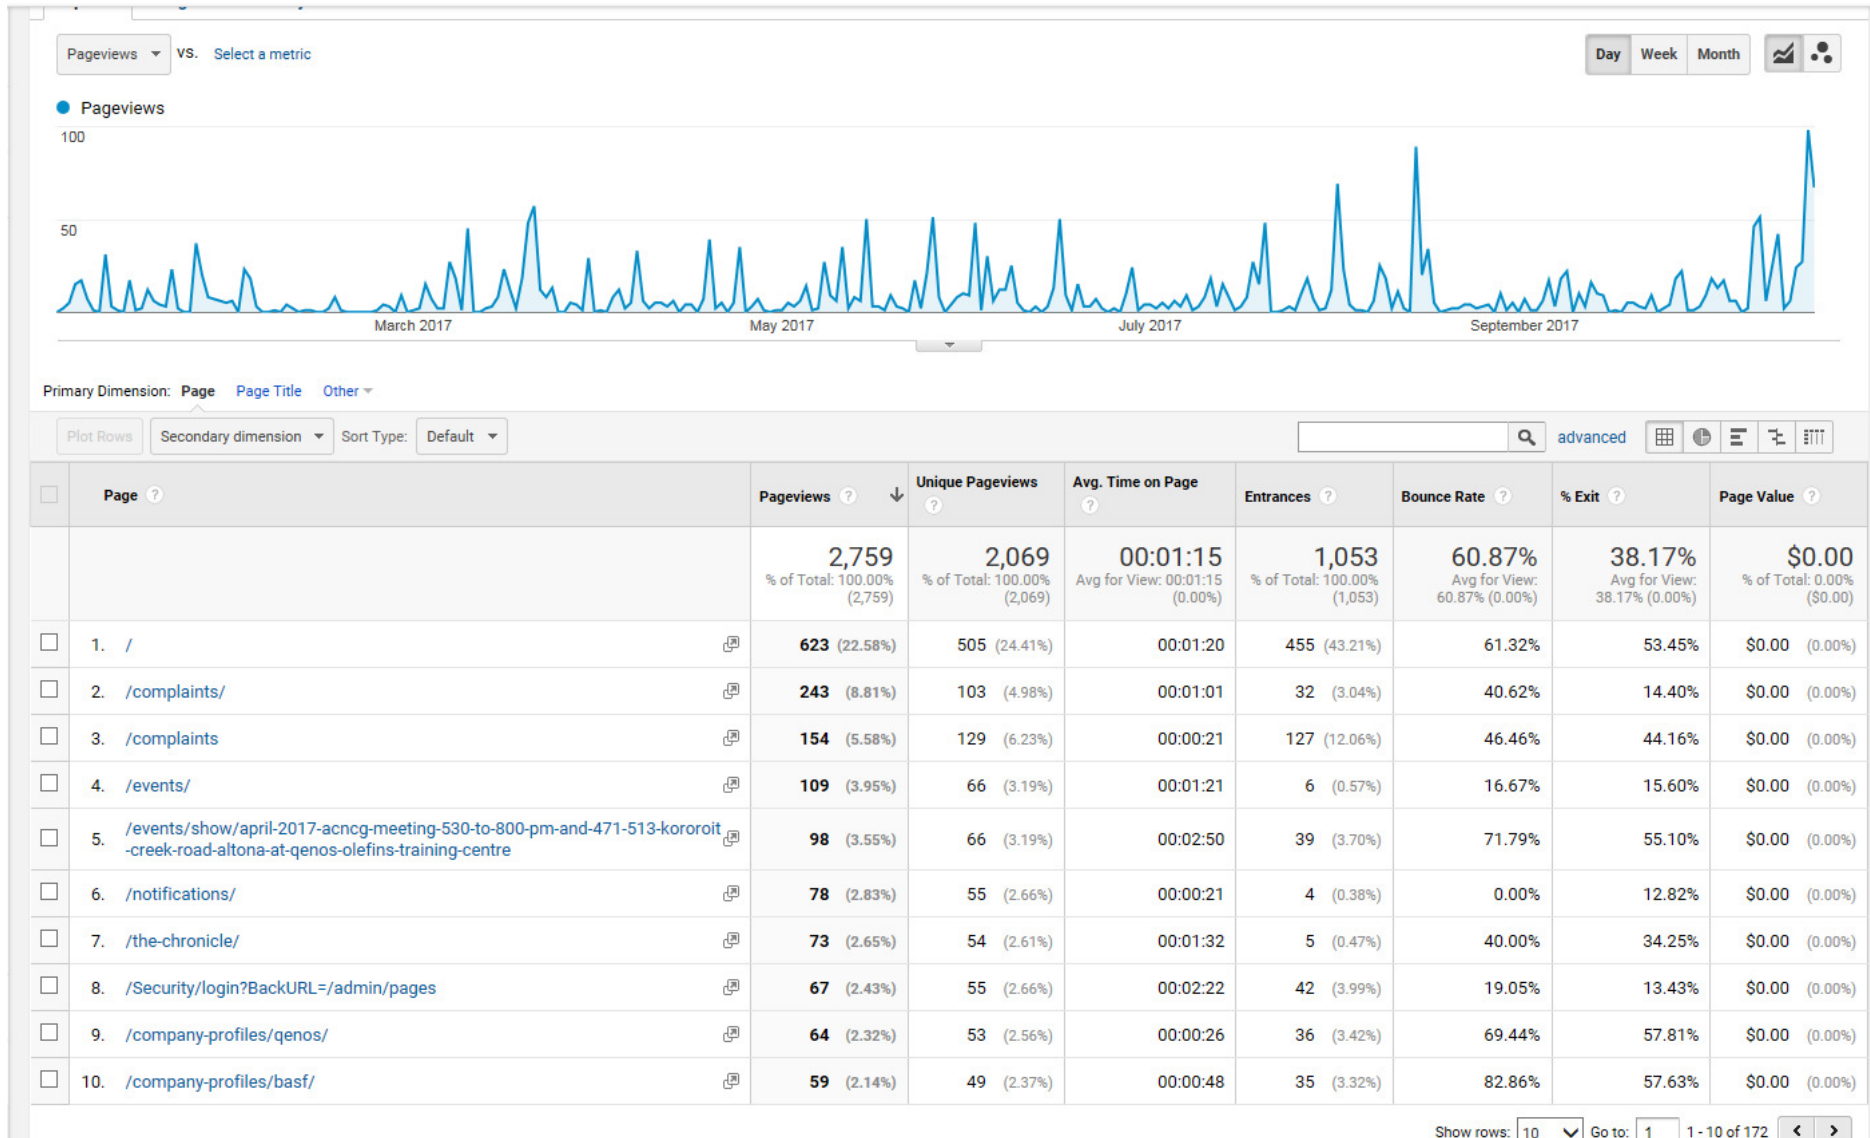 Pageviews VS. Select a metric Day Week Month
Pageviews
100
50
March 2017 May 2017 July 2017 September 2017
Primary Dimension: Page Page Title Other
Plot Rows Secondary dimension Sort Type: Default advanced
Page ? Pageviews ? Unique Pageviews ? Avg. Time on Page ? Entrances ? Bounce Rate ? % Exit ? Page Value ?
2,759 2,069 00:01:15 1,053 60.87% 38.17% $0.00
% of Total: 100.00% % of Total: 100.00% Avg for View: 00:01:15 % of Total: 100.00% Avg for View: Avg for View: % of Total: 0.00%
(2,759) (2,069) (0.00%) (1,053) 60.87% (0.00%) 38.17% (0.00%) ($0.00)
1. / 623 (22.58%) 505 (24.41%) 00:01:20 455 (43.21%) 61.32% 53.45% $0.00 (0.00%)
2. /complaints/ 243 (8.81%) 103 (4.98%) 00:01:01 32 (3.04%) 40.62% 14.40% $0.00 (0.00%)
3. /complaints 154 (5.58%) 129 (6.23%) 00:00:21 127 (12.06%) 46.46% 44.16% $0.00 (0.00%)
4. /events/ 109 (3.95%) 66 (3.19%) 00:01:21 6 (0.57%) 16.67% 15.60% $0.00 (0.00%)
5. /events/show/april-2017-acncg-meeting-530-to-800-pm-and-471-513-kororoit
-creek-road-altona-at-qenos-olefins-training-centre 98 (3.55%) 66 (3.19%) 00:02:50 39 (3.70%) 71.79% 55.10% $0.00 (0.00%)
6. /notifications/ 78 (2.83%) 55 (2.66%) 00:00:21 4 (0.38%) 0.00% 12.82% $0.00 (0.00%)
7. /the-chronicle/ 73 (2.65%) 54 (2.61%) 00:01:32 5 (0.47%) 40.00% 34.25% $0.00 (0.00%)
8. /Security/login?BackURL=/admin/pages 67 (2.43%) 55 (2.66%) 00:02:22 42 (3.99%) 19.05% 13.43% $0.00 (0.00%)
9. /company-profiles/qenos/ 64 (2.32%) 53 (2.56%) 00:00:26 36 (3.42%) 69.44% 57.81% $0.00 (0.00%)
10. /company-profiles/basf/ 59 (2.14%) 49 (2.37%) 00:00:48 35 (3.32%) 82.86% 57.63% $0.00 (0.00%)
Show rows: 10 Go to: 1 1 - 10 of 172